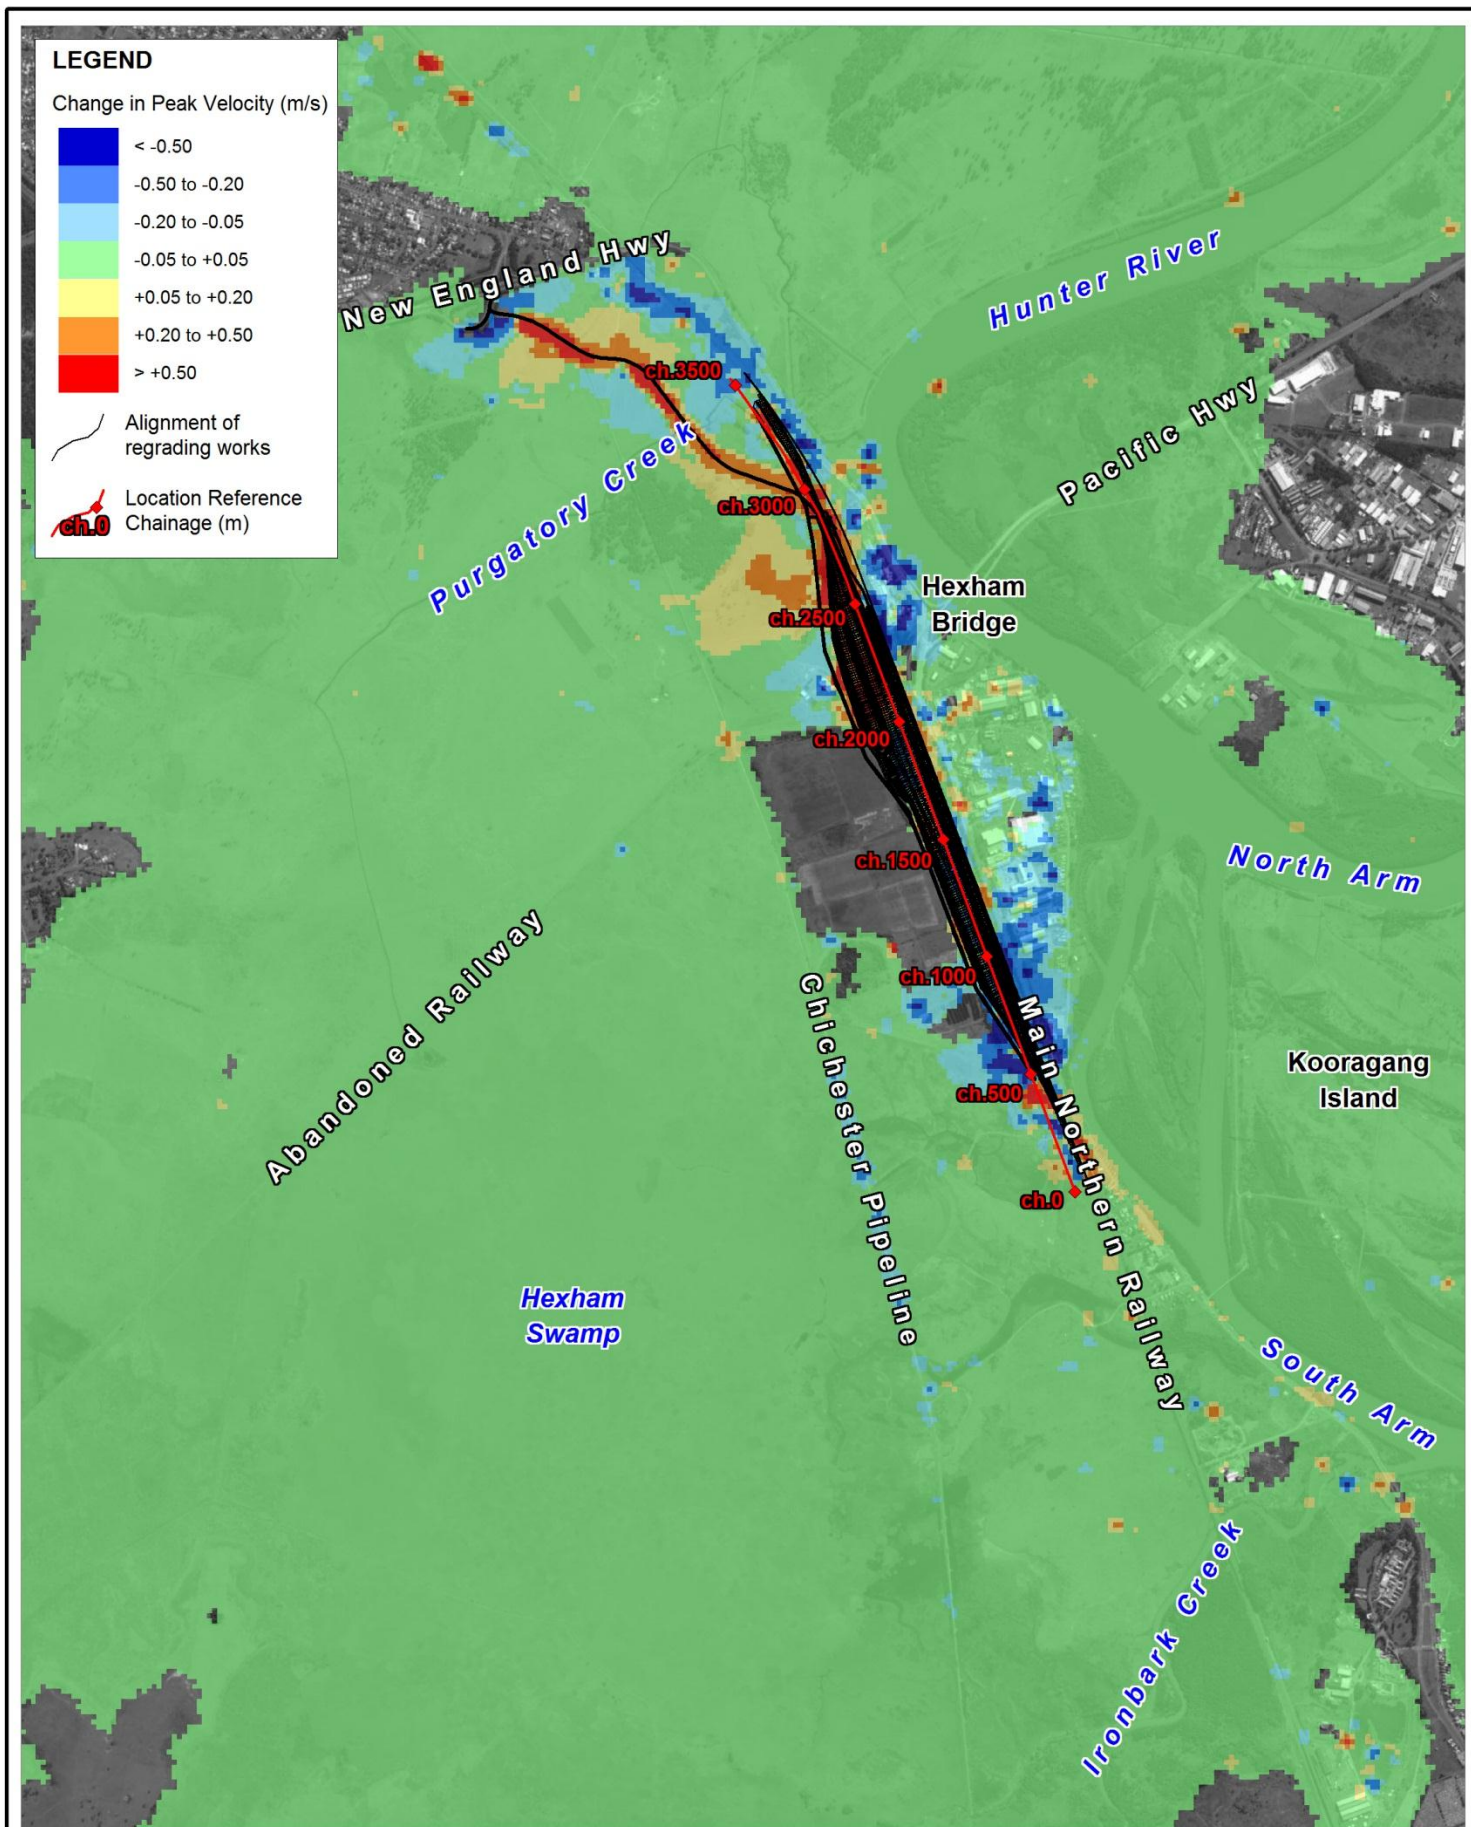 LEGEND
Change in Peak Velocity (m/s)
< -0.50
-0.50 to -0.20
-0.20 to -0.05
-0.05 to +0.05
+0.05 to +0.20
+0.20 to +0.50
> +0.50
Alignment of
regrading works
Location Reference
Chainage (m)
ch.0
New England Hwy
Hunter River
ch.3500
Pacific Hwy
Purgatory Creek
ch.3000
Hexham
Bridge
ch.2500
ch.2000
ch.1500
North Arm
Abandoned Railway
ch.1000
Chichester Pipeline
Main Northern Railway
Kooragang
Island
ch.500
ch.0
Hexham
Swamp
South Arm
Ironbark Creek